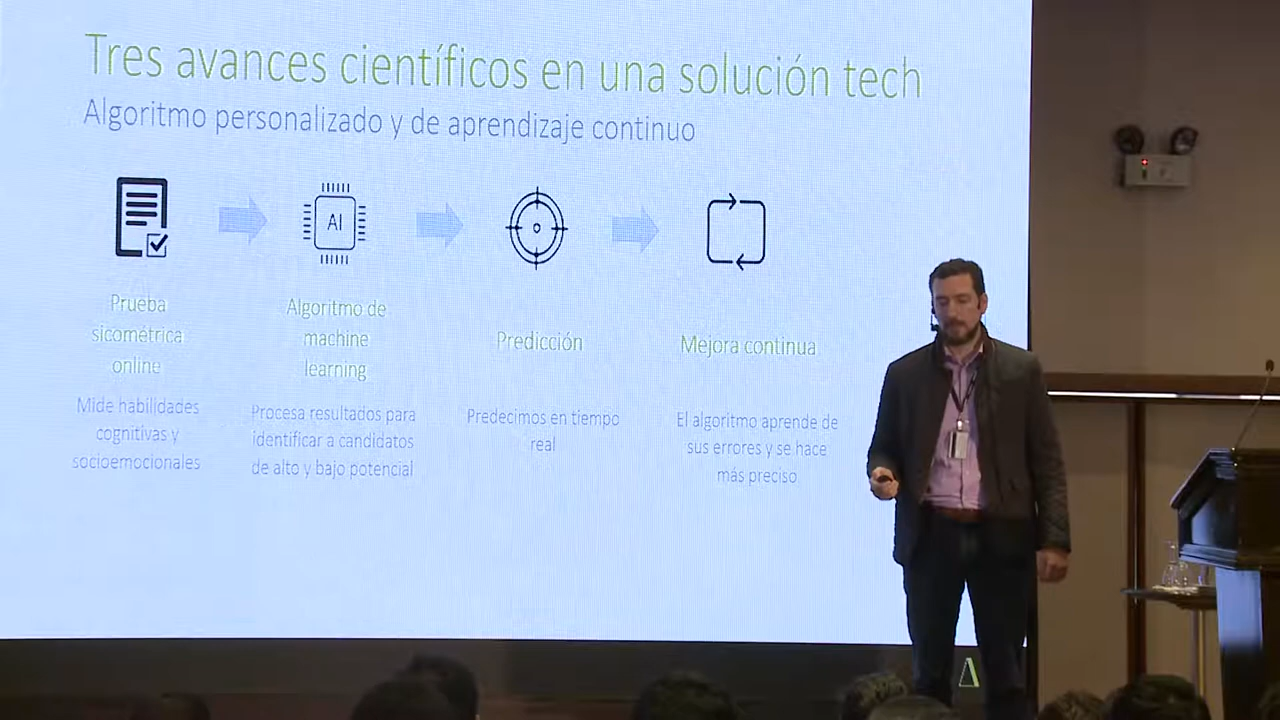 Tres avances científicos en una solución tech
Algoritmo personalizado y de aprendizaje continuo
AI
Prueba
sicométrica
online
Mide habilidades
cognitivas y
socioemocionales
Algoritmo de
machine
learning
Procesa resultados para
identificar a candidatos
de alto y bajo potencial
Predicción
Predecimos en tiempo
real
Mejora continua
El algoritmo aprende de
sus errores y se hace
más preciso